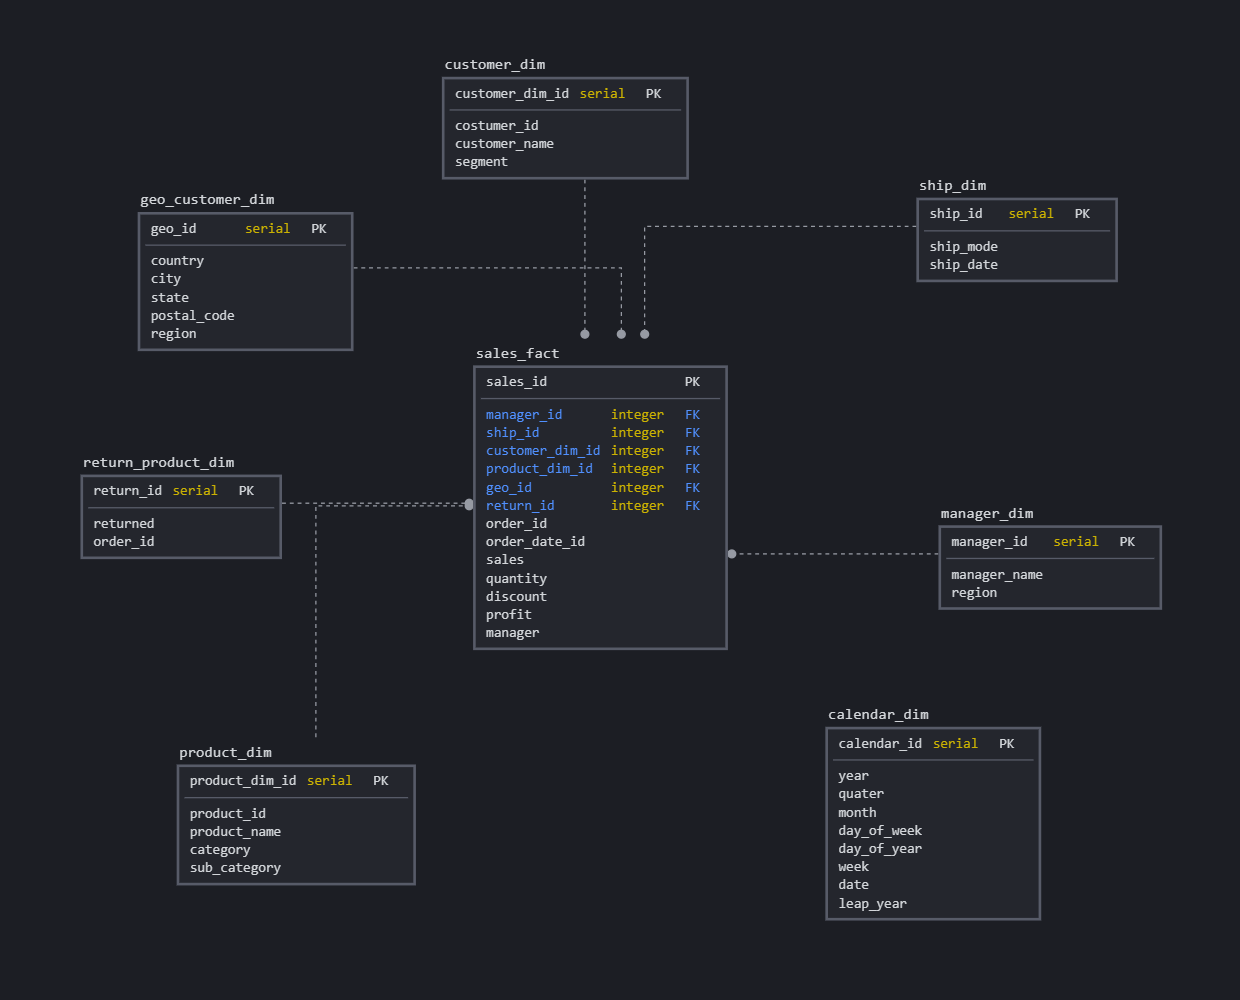 customer_dim
customer_dim_id serial PK
costumer_id
customer_name
segment
geo_customer_dim
geo_id serial PK
country
city
state
postal_code
region
ship_dim
ship_id serial PK
ship_mode
ship_date
sales_fact
sales_id PK
manager_id integer FK
ship_id integer FK
customer_dim_id integer FK
product_dim_id integer FK
geo_id integer FK
return_id integer FK
order_id
order_date_id
sales
quantity
discount
profit
manager
return_product_dim
return_id serial PK
returned
order_id
manager_dim
manager_id serial PK
manager_name
region
product_dim
product_dim_id serial PK
product_id
product_name
category
sub_category
calendar_dim
calendar_id serial PK
year
quater
month
day_of_week
day_of_year
week
date
leap_year